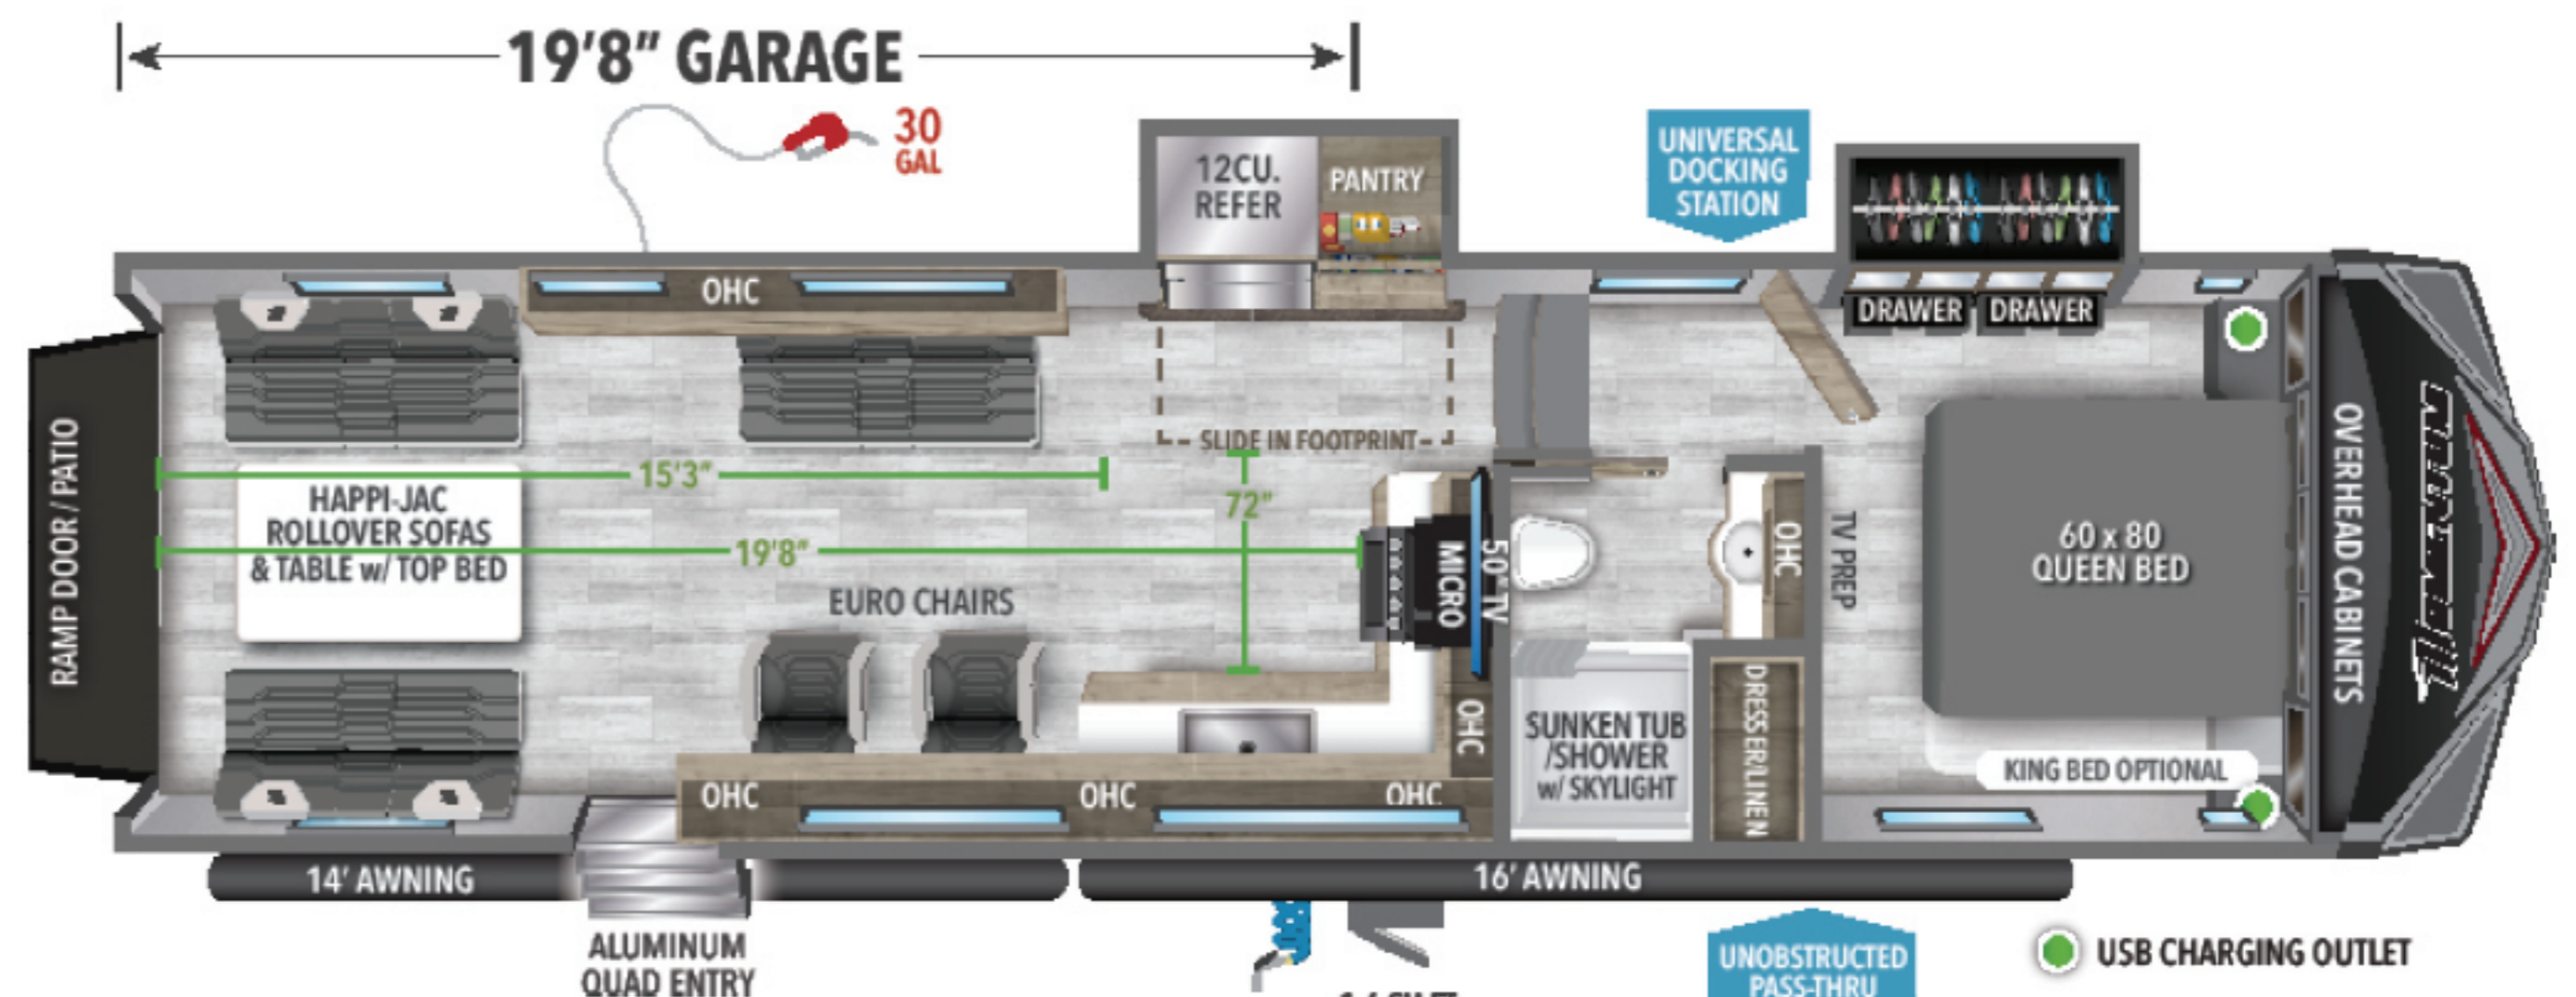 19'8" GARAGE
30
GAL
12CU.
REFER
PANTRY
UNIVERSAL
DOCKING
STATION
OHC
DRAWER
DRAWER
SLIDE IN FOOTPRINT
RAMP DOOR / PATIO
15'3"
72"
HAPPI-JAC
ROLLOVER SOFAS
& TABLE w/ TOP BED
19'8"
EURO CHAIRS
MICRO
50" TV
OHC
TV PREP
60 x 80
QUEEN BED
OVERHEAD CABINETS
OHC
SUNKEN TUB
/SHOWER
w/ SKYLIGHT
DRESSER/LINEN
KING BED OPTIONAL
OHC
OHC
OHC
14' AWNING
16' AWNING
ALUMINUM
QUAD ENTRY
UNOBSTRUCTED
PASS-THRU
USB CHARGING OUTLET